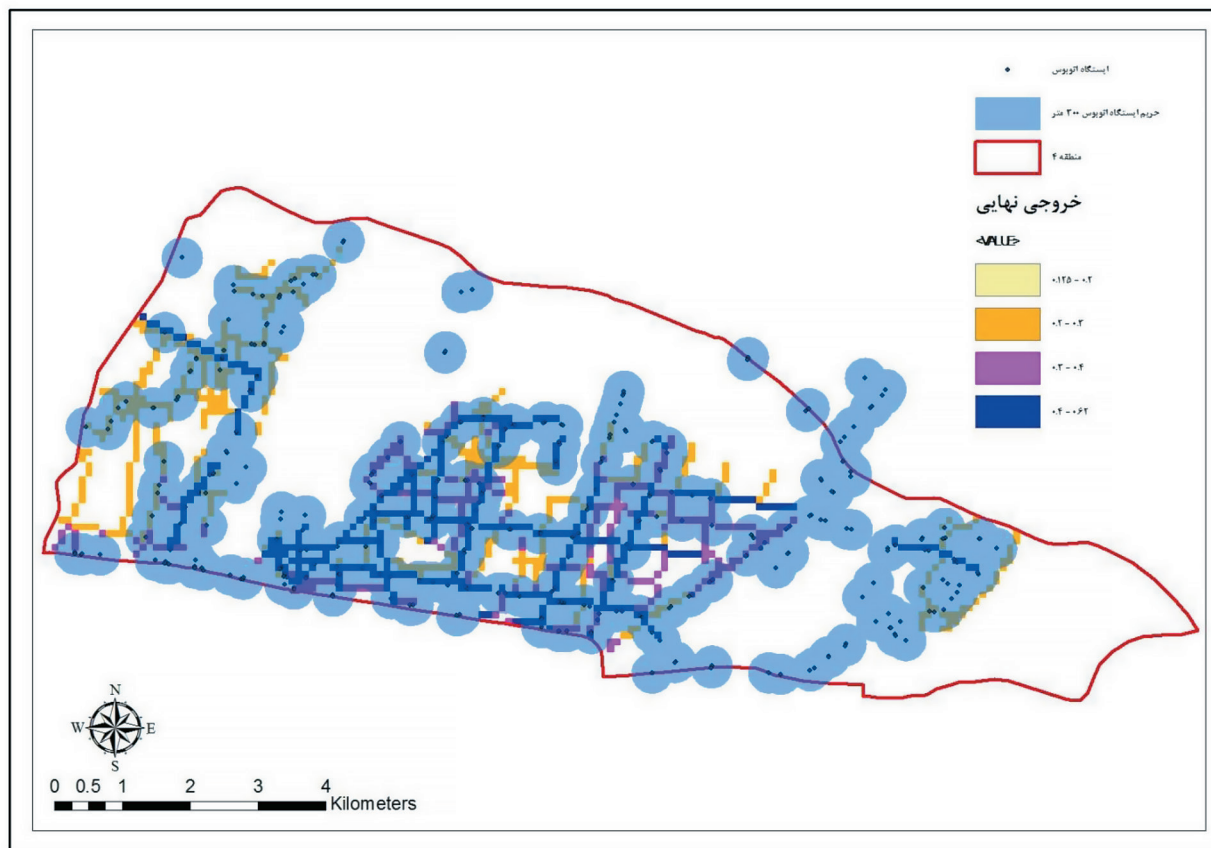 ایستگاه اتوبوس
حریم ایستگاه اتوبوس ۳۰۰ متر
منطقه ۴
خروجی نهایی
<VALUE>
۰.۱۲۵ - ۰.۲
۰.۲ - ۰.۳
۰.۳ - ۰.۴
۰.۴ - ۰.۶۲
N
W E
S
0 0.5 1 2 3 4
Kilometers